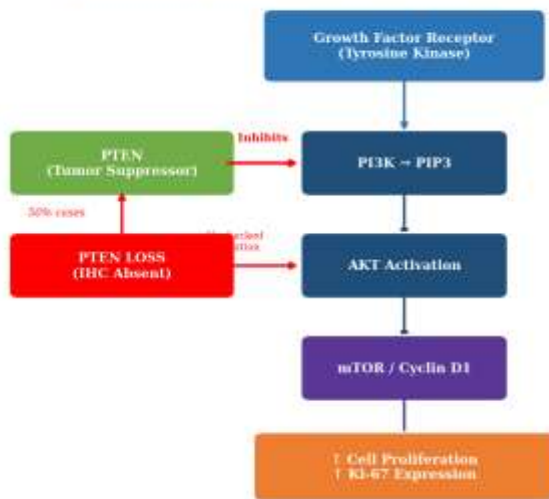 Growth Factor Receptor
(Tyrosine Kinase)
Inhibits
PTEN
(Tumor Suppressor)
PI3K → PIP3
cases
PTEN LOSS
(IHC Absent)
AKT Activation
mTOR / Cyclin D1
↑ Cell Proliferation
↑ Ki-67 Expression